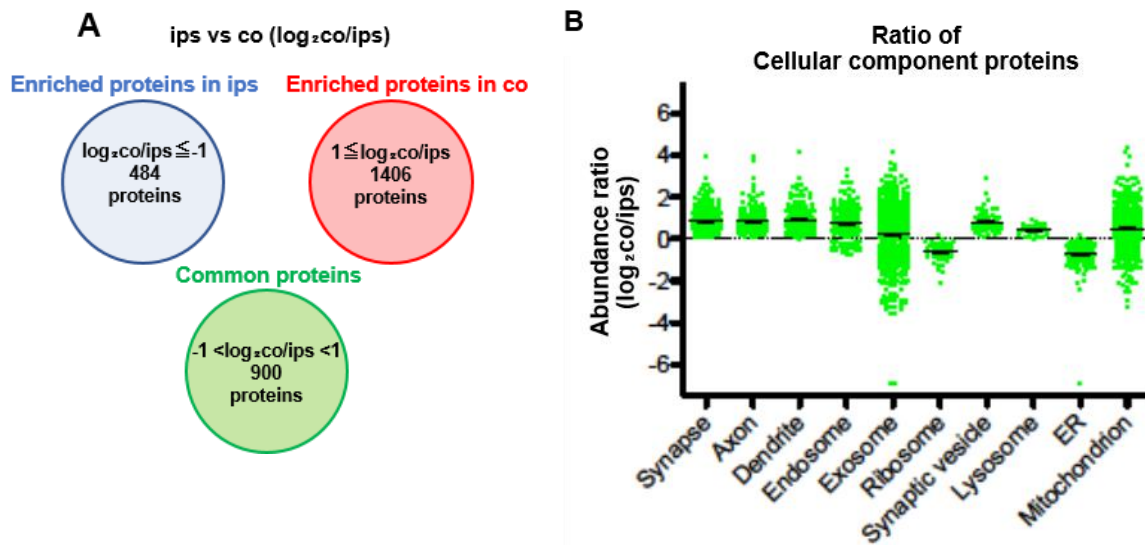 A
ips vs co (log₂co/ips)
Enriched proteins in ips
Enriched proteins in co
log₂co/ips≦-1
484
proteins
1≦log₂co/ips
1406
proteins
Common proteins
-1 <log₂co/ips <1
900
proteins
B
Ratio of
Cellular component proteins
Abundance ratio
(log₂co/ips)
6
4
2
0
-2
-4
-6
Synapse
Axon
Dendrite
Endosome
Exosome
Ribosome
Synaptic vesicle
Lysosome
ER
Mitochondrion